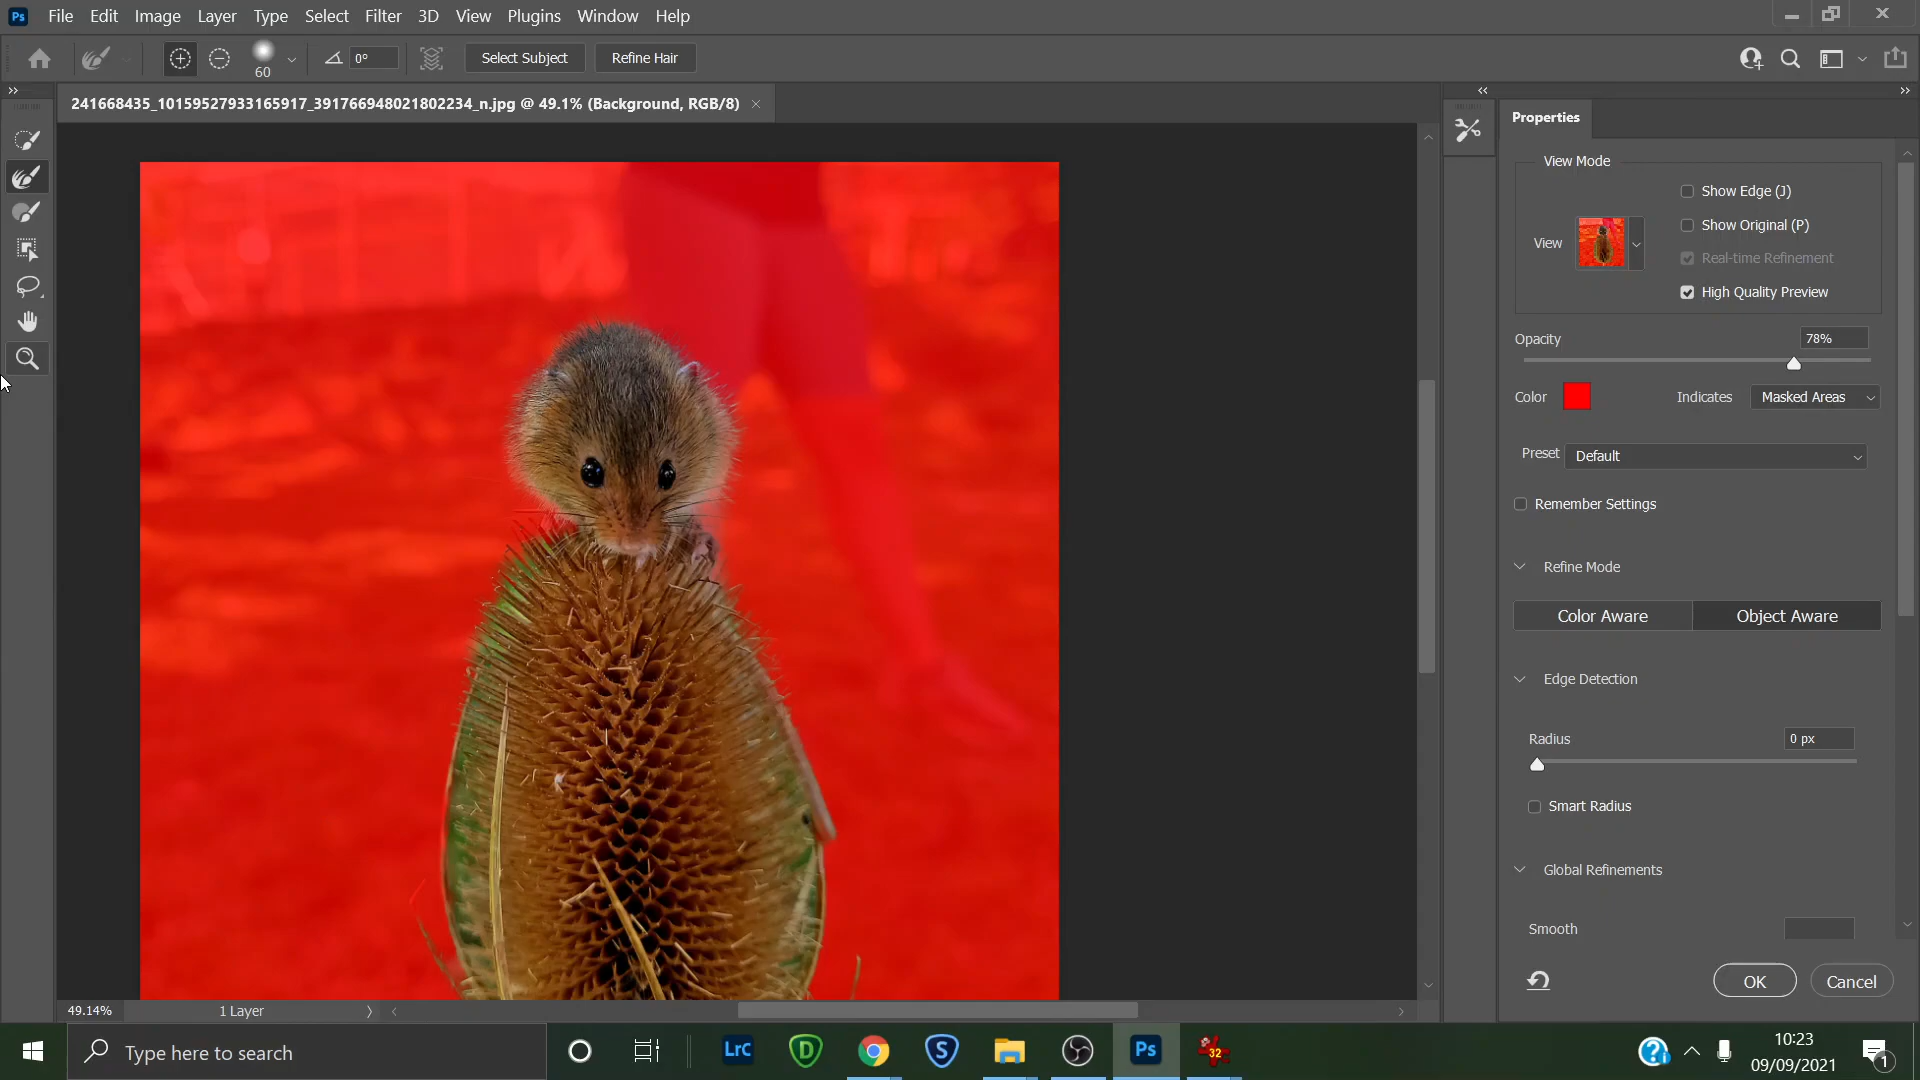 Ps File Edit Image Layer Type Select Filter 3D View Plugins Window Help
60 0° Select Subject Refine Hair
241668435_10159527933165917_391766948021802234_n.jpg @ 49.1% (Background, RGB/8)
Properties
View Mode
Show Edge (J)
View
Show Original (P)
Real-time Refinement
High Quality Preview
Opacity 78%
Color Indicates Masked Areas
Preset Default
Remember Settings
Refine Mode
Color Aware Object Aware
Edge Detection
Radius 0 px
Smart Radius
Global Refinements
Smooth
OK Cancel
49.14% 1 Layer
Type here to search
LrC D S Ps 32
10:23
09/09/2021
1